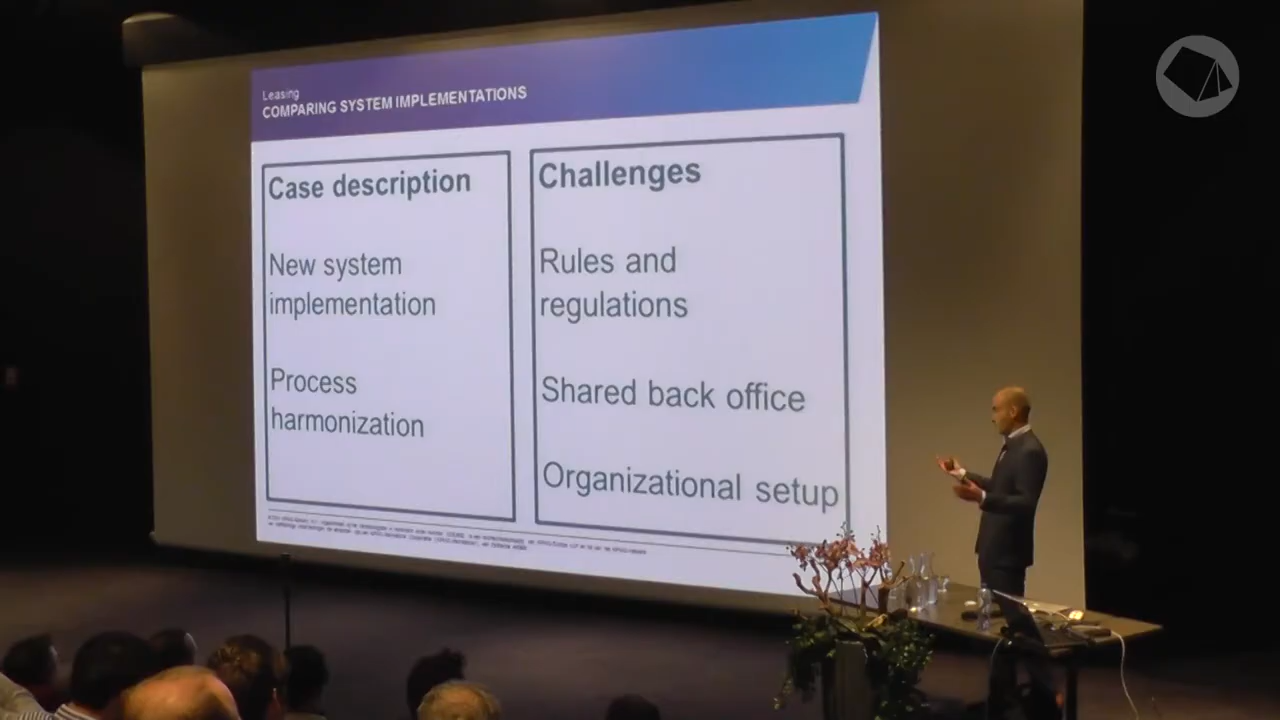 Leasing
COMPARING SYSTEM IMPLEMENTATIONS
Case description
New system
implementation
Process
harmonization
Challenges
Rules and
regulations
Shared back office
Organizational setup